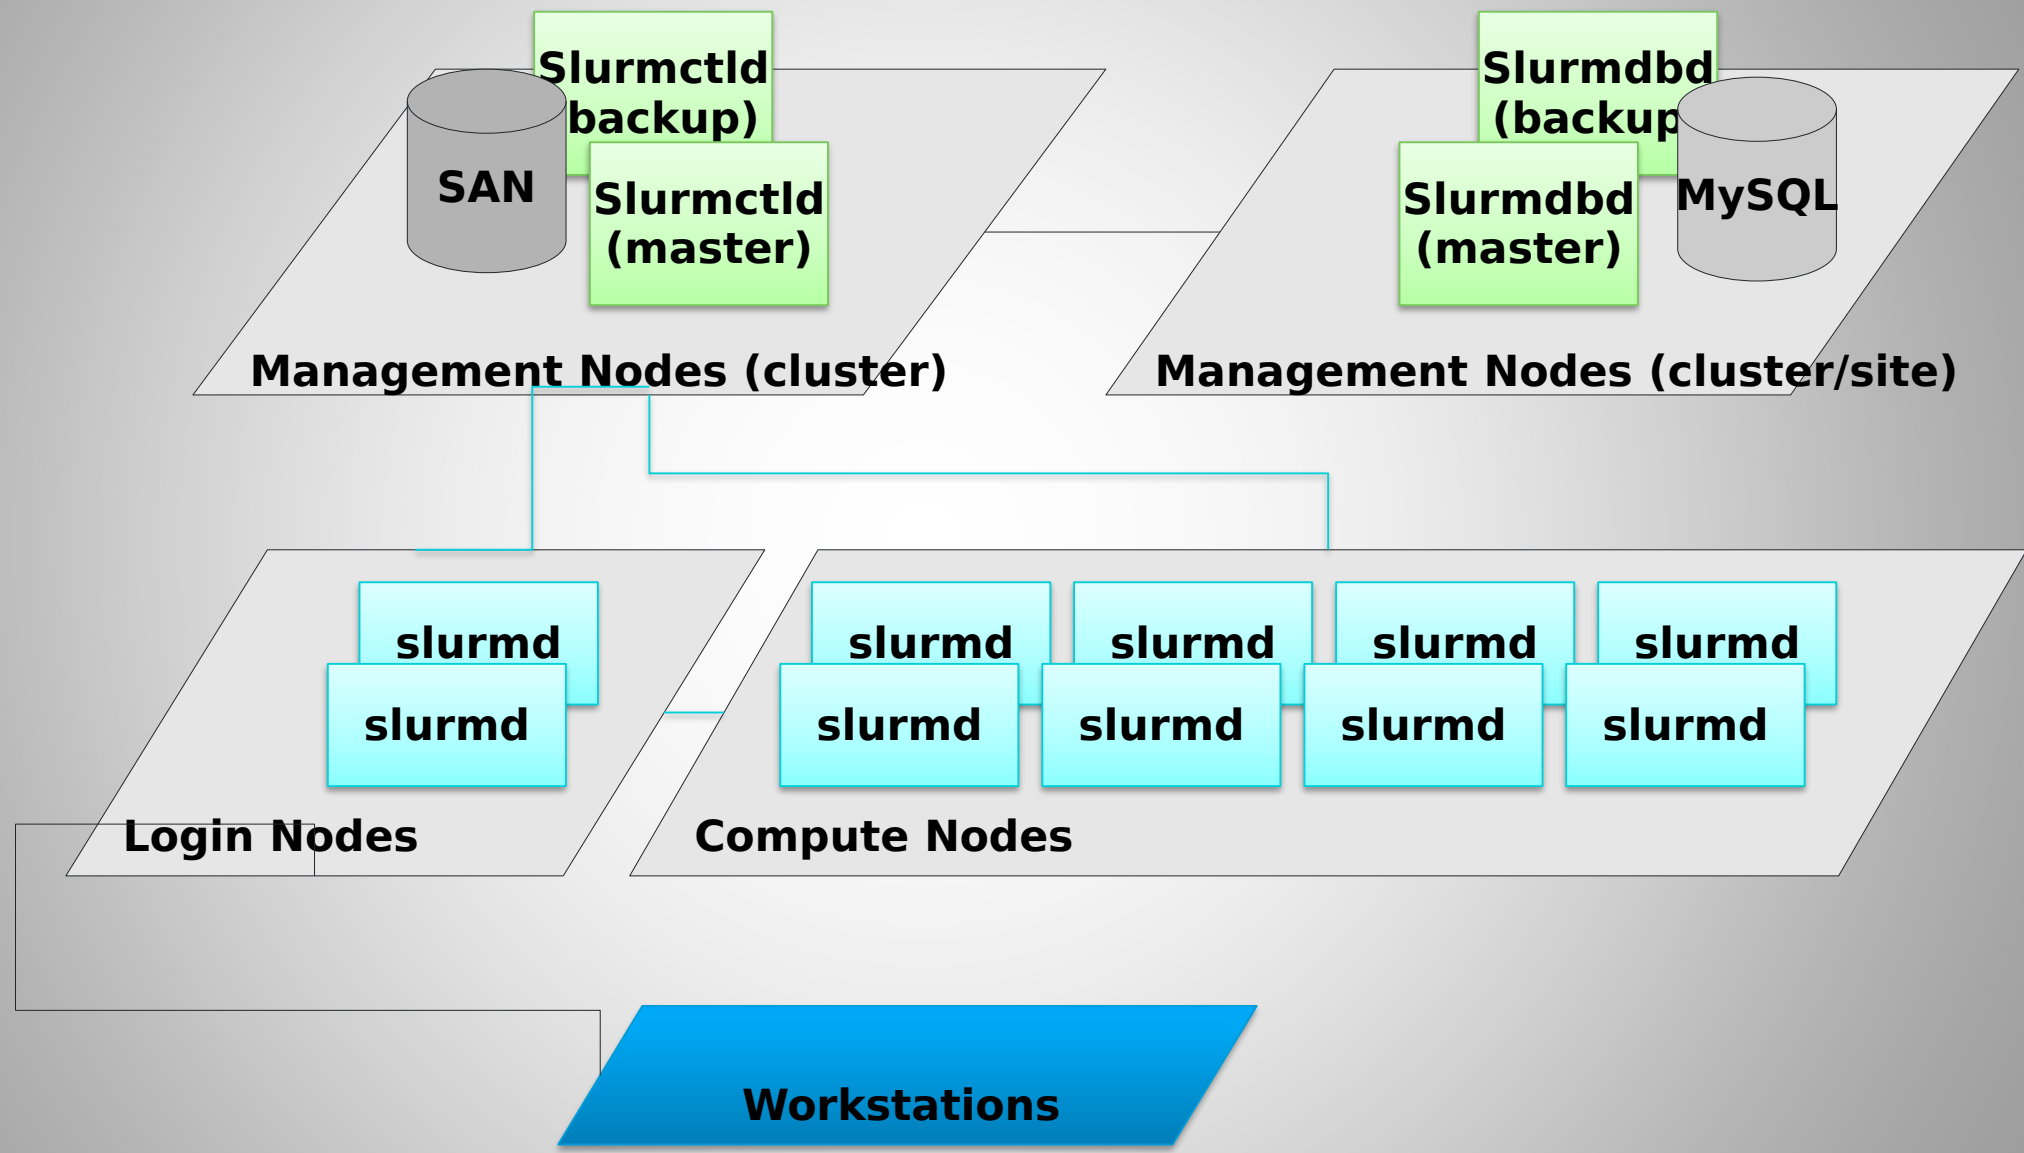 Slurmctld
backup)
SAN
Slurmctld
(master)
Management Nodes (cluster)
Slurmdbd
(backup
Slurmdbd
(master)
MySQL
Management Nodes (cluster/site)
slurmd
slurmd
Login Nodes
slurmd slurmd slurmd slurmd
slurmd slurmd slurmd slurmd
Compute Nodes
Workstations